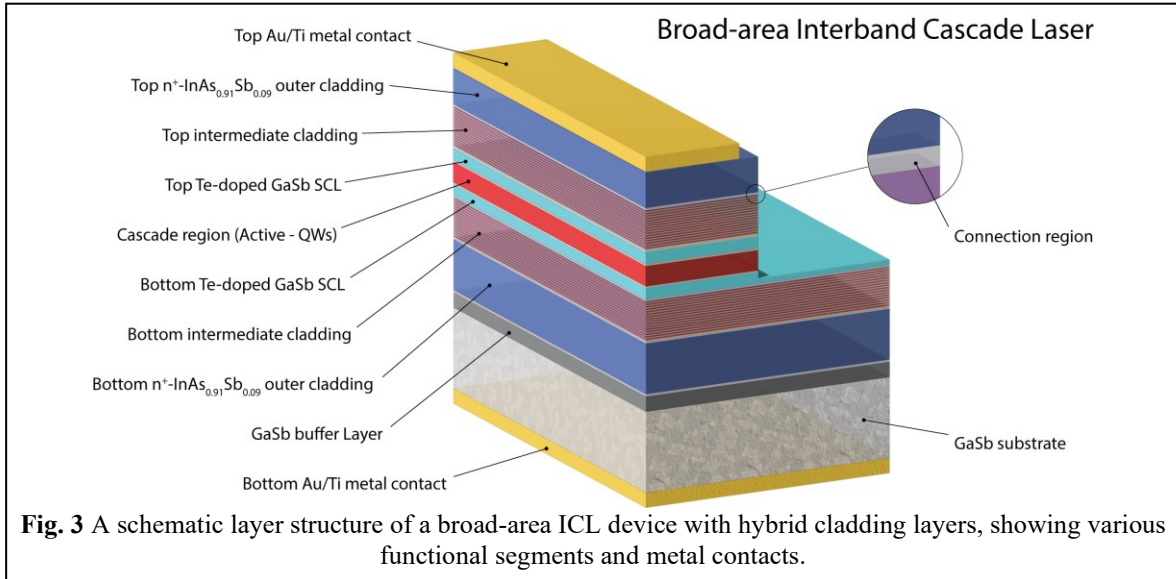 Broad-area Interband Cascade Laser
Top Au/Ti metal contact
Top n⁺-InAs₀.₉₁Sb₀.₀₉ outer cladding
Top intermediate cladding
Top Te-doped GaSb SCL
Cascade region (Active - QWs)
Bottom Te-doped GaSb SCL
Bottom intermediate cladding
Bottom n⁺-InAs₀.₉₁Sb₀.₀₉ outer cladding
GaSb buffer Layer
Bottom Au/Ti metal contact
Connection region
GaSb substrate
Fig. 3 A schematic layer structure of a broad-area ICL device with hybrid cladding layers, showing various
functional segments and metal contacts.